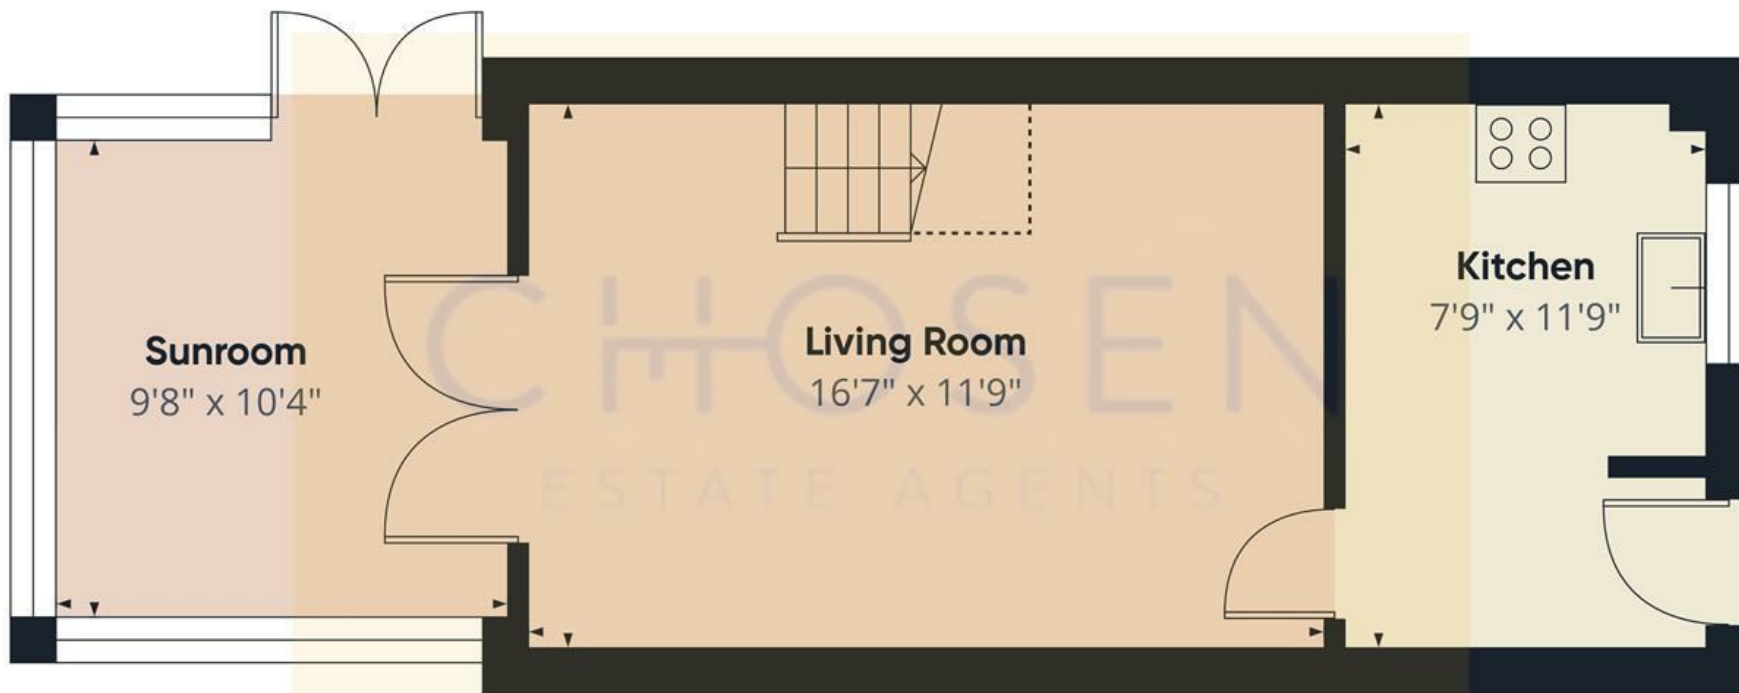 Sunroom
9'8" x 10'4"
Living Room
16'7" x 11'9"
Kitchen
7'9" x 11'9"
CHOSEN
ESTATE AGENTS